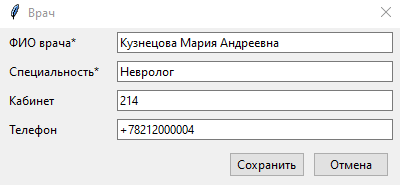 Врач
ФИО врача* Кузнецова Мария Андреевна
Специальность* Невролог
Кабинет 214
Телефон +78212000004
Сохранить Отмена